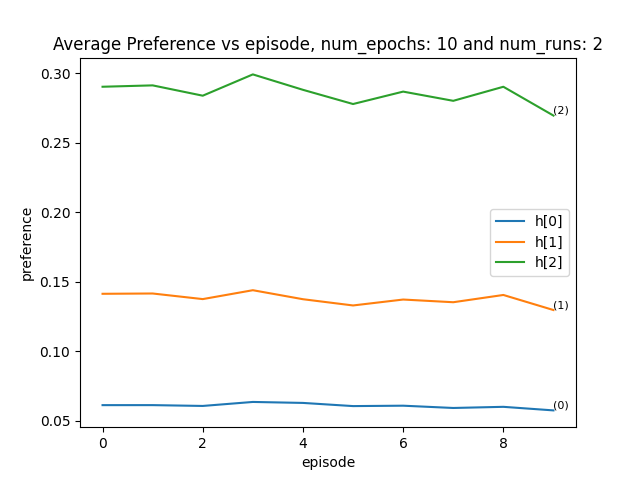 Average Preference vs episode, num_epochs: 10 and num_runs: 2
preference
0.30
0.25
0.20
0.15
0.10
0.05
(2)
h[0]
h[1]
h[2]
(1)
(0)
0 2 4 6 8
episode